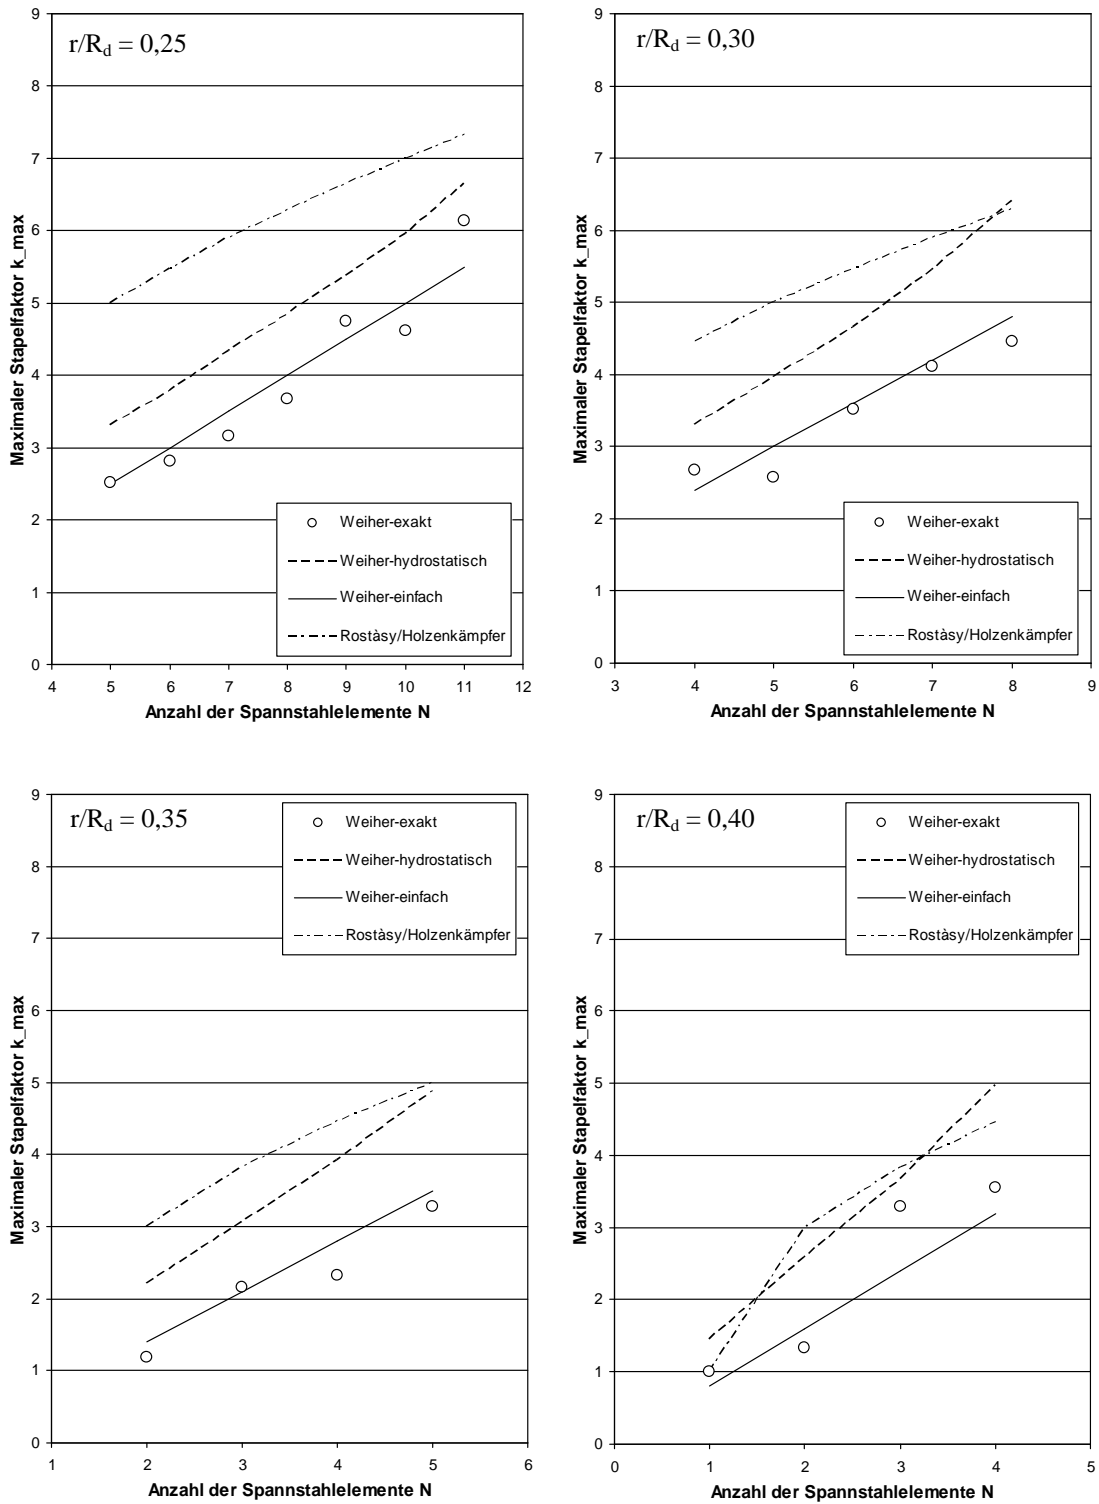 r/Rd = 0,25
Maximaler Stapelfaktor k_max
9
8
7
6
5
4
3
2
1
0
Weiher-exakt
Weiher-hydrostatisch
Weiher-einfach
Rostàsy/Holzenkämpfer
4 5 6 7 8 9 10 11 12
Anzahl der Spannstahlelemente N
r/Rd = 0,30
Maximaler Stapelfaktor k_max
9
8
7
6
5
4
3
2
1
0
Weiher-exakt
Weiher-hydrostatisch
Weiher-einfach
Rostàsy/Holzenkämpfer
3 4 5 6 7 8 9
Anzahl der Spannstahlelemente N
r/Rd = 0,35
Maximaler Stapelfaktor k_max
9
8
7
6
5
4
3
2
1
0
Weiher-exakt
Weiher-hydrostatisch
Weiher-einfach
Rostàsy/Holzenkämpfer
1 2 3 4 5 6
Anzahl der Spannstahlelemente N
r/Rd = 0,40
Maximaler Stapelfaktor k_max
9
8
7
6
5
4
3
2
1
0
Weiher-exakt
Weiher-hydrostatisch
Weiher-einfach
Rostàsy/Holzenkämpfer
0 1 2 3 4 5
Anzahl der Spannstahlelemente N